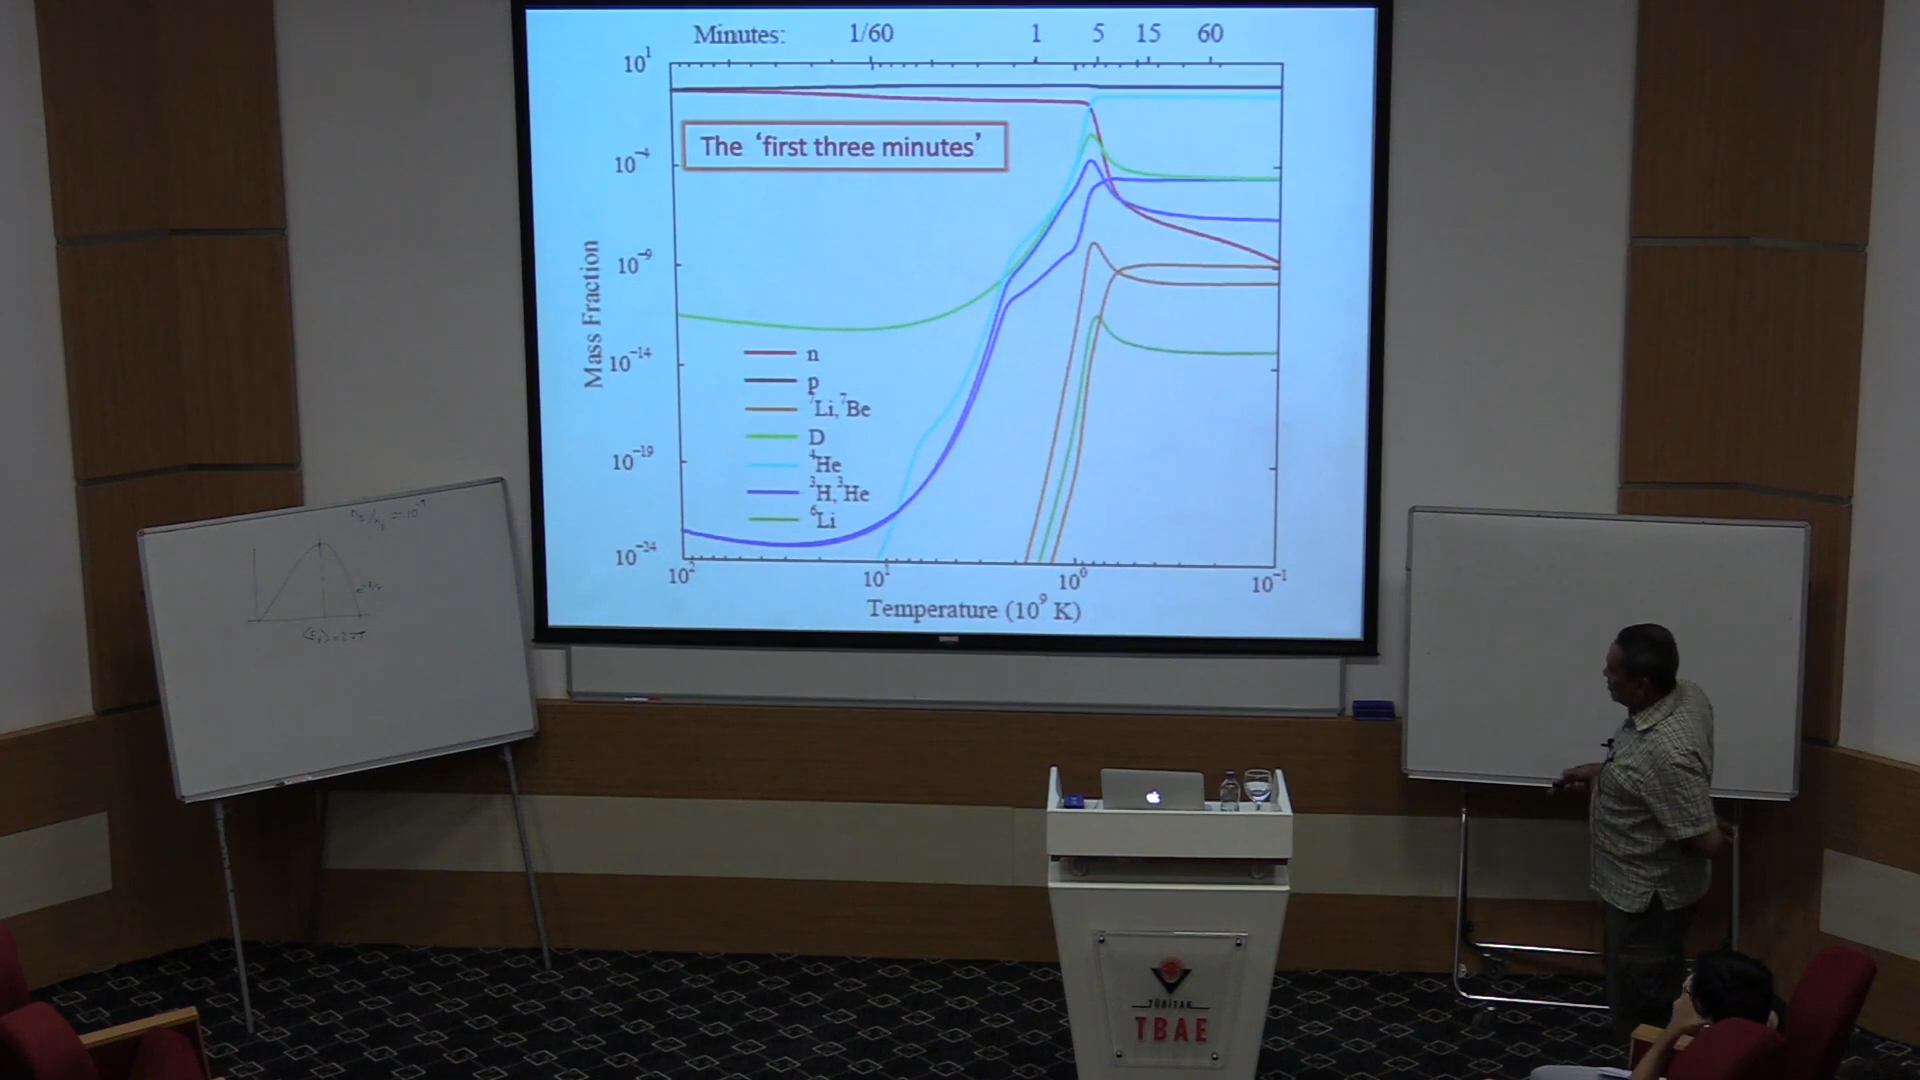 Minutes: 1/60 1 5 15 60
10¹
The ‘first three minutes’
10⁻⁴
10⁻⁹
Mass Fraction
10⁻¹⁴
n
p
⁷Li,⁷Be
D
10⁻¹⁹
⁴He
³H,³He
⁶Li
10⁻²⁴
10² 10¹ 10⁰ 10⁻¹
Temperature (10⁹ K)
TÜBİTAK
TBAE